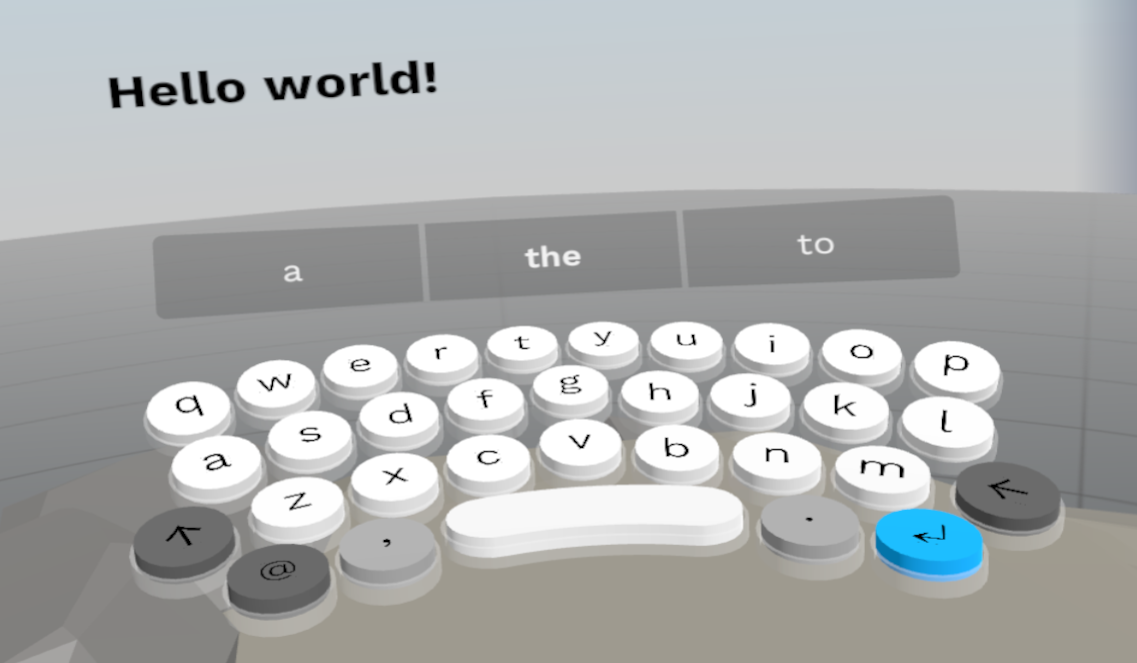 Hello world!
a the to
q w e r t y u i o p
a s d f g h j k l
z x c v b n m ←
↑ @ , . ↵